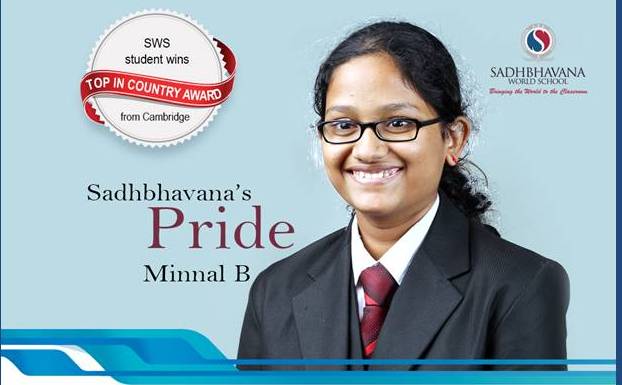 SWS
student wins
TOP IN COUNTRY AWARD
from Cambridge
SADHBHAVANA
WORLD SCHOOL
Bringing the World to the Classroom
Sadhbhavana's
Pride
Minnal B